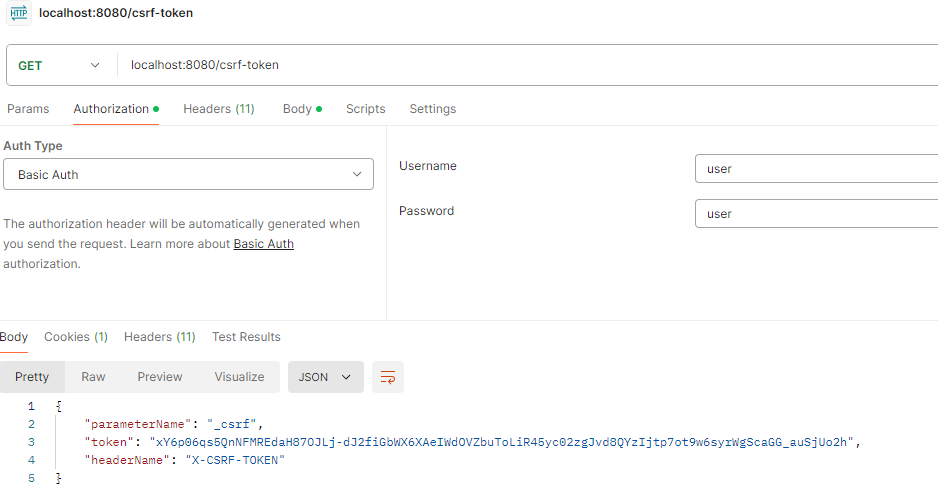 HTTP localhost:8080/csrf-token
GET localhost:8080/csrf-token
Params Authorization Headers (11) Body Scripts Settings
Auth Type
Basic Auth
Username user
Password user
The authorization header will be automatically generated when
you send the request. Learn more about Basic Auth
authorization.
Body Cookies (1) Headers (11) Test Results
Pretty Raw Preview Visualize JSON
1 {
2 "parameterName": "_csrf",
3 "token": "xY6p06qs5QnNFMREdaH87OJLj-dJ2fiGbWX6XAeIWdOVZbuToLiR45yc02zgJvd8QYzIjtp7ot9w6syrWgScaGG_auSjUo2h",
4 "headerName": "X-CSRF-TOKEN"
5 }